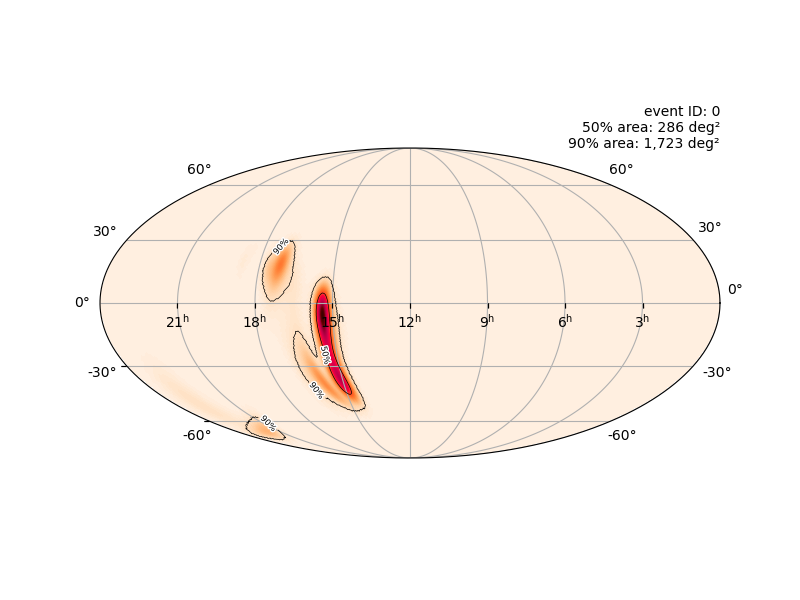 event ID: 0
50% area: 286 deg²
90% area: 1,723 deg²
60° 60°
30° 30°
90%
0° 0°
21h 18h 15h 12h 9h 6h 3h
50%
-30° -30°
90%
90%
-60° -60°